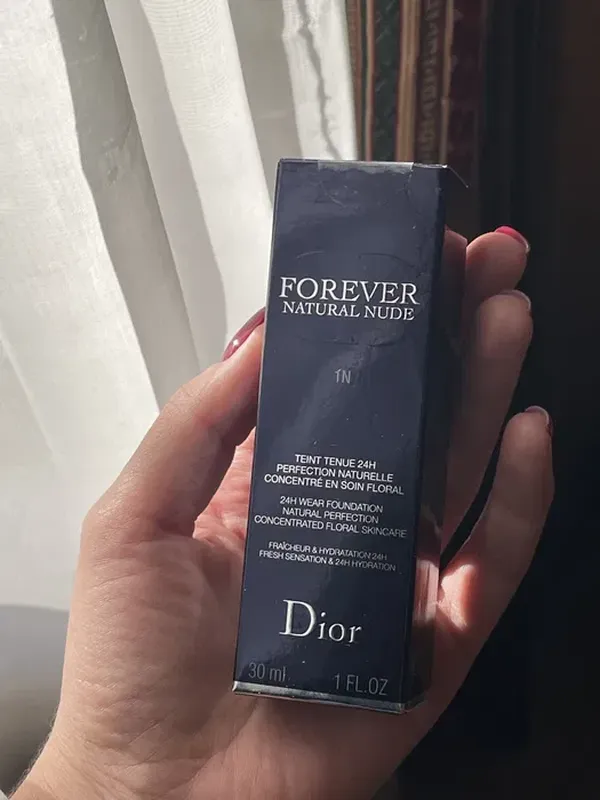 FOREVER
NATURAL NUDE
1N
TEINT TENUE 24H
PERFECTION NATURELLE
CONCENTRÉ EN SOIN FLORAL
24H WEAR FOUNDATION
NATURAL PERFECTION
CONCENTRATED FLORAL SKINCARE
FRAÎCHEUR & HYDRATATION 24H
FRESH SENSATION & 24H HYDRATION
Dior
30 ml 1 FL.OZ